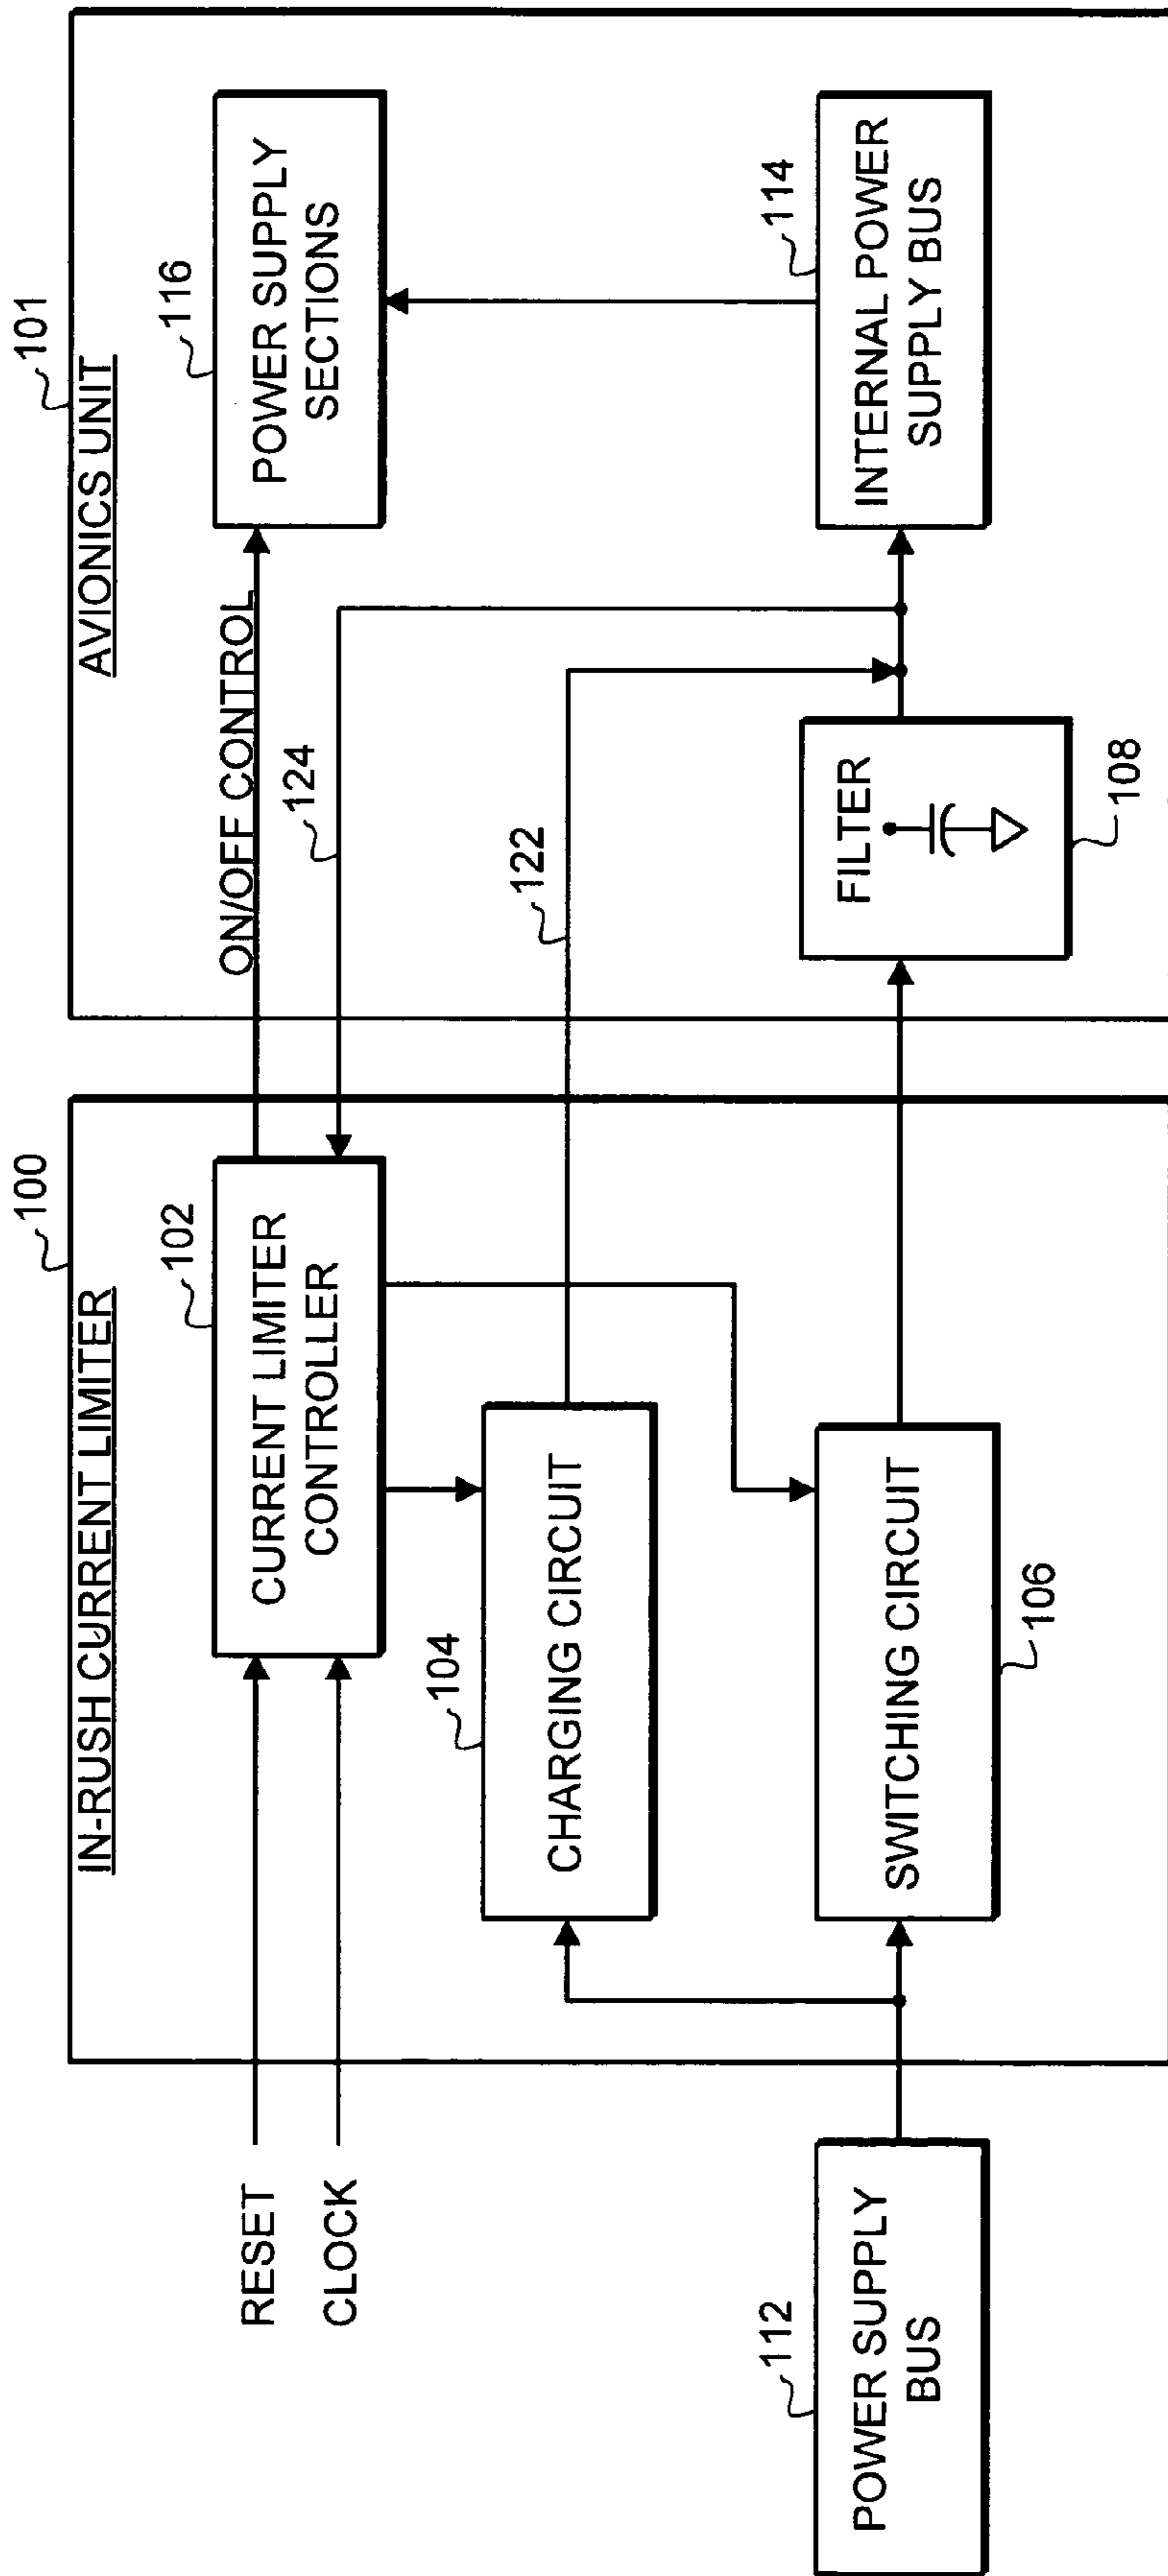 100
IN-RUSH CURRENT LIMITER
101
AVIONICS UNIT
RESET
CLOCK
102
CURRENT LIMITER
CONTROLLER
ON/OFF CONTROL
124
116
POWER SUPPLY
SECTIONS
104
CHARGING CIRCUIT
122
112
POWER SUPPLY
BUS
SWITCHING CIRCUIT
106
FILTER
108
114
INTERNAL POWER
SUPPLY BUS